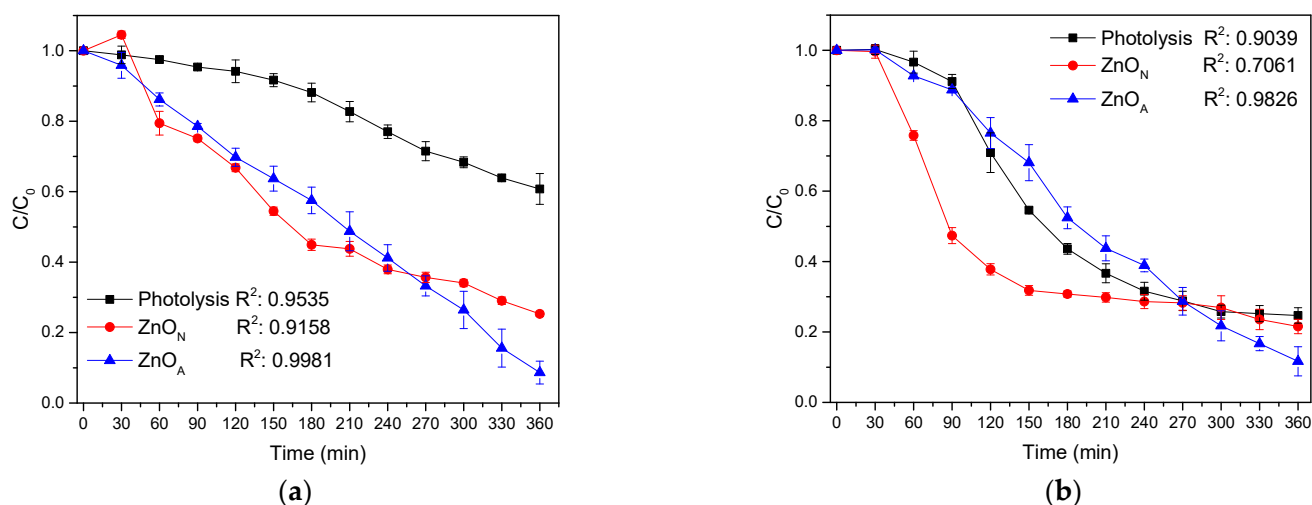 1.0
0.8
0.6
0.4
0.2
0.0
C/C₀
Photolysis R²: 0.9535
ZnO_N R²: 0.9158
ZnO_A R²: 0.9981
0 30 60 90 120 150 180 210 240 270 300 330 360
Time (min)
(a)
1.0
0.8
0.6
0.4
0.2
0.0
C/C₀
Photolysis R²: 0.9039
ZnO_N R²: 0.7061
ZnO_A R²: 0.9826
0 30 60 90 120 150 180 210 240 270 300 330 360
Time (min)
(b)